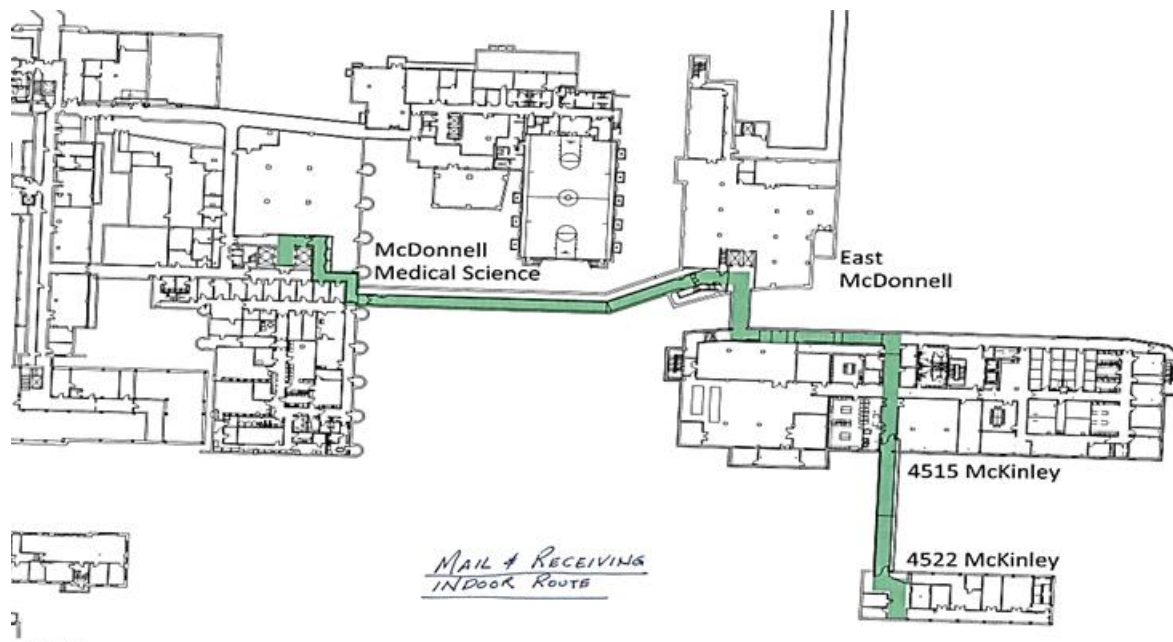 McDonnell
Medical Science
East
McDonnell
4515 McKinley
4522 McKinley
MAIL & RECEIVING
INDOOR ROUTE